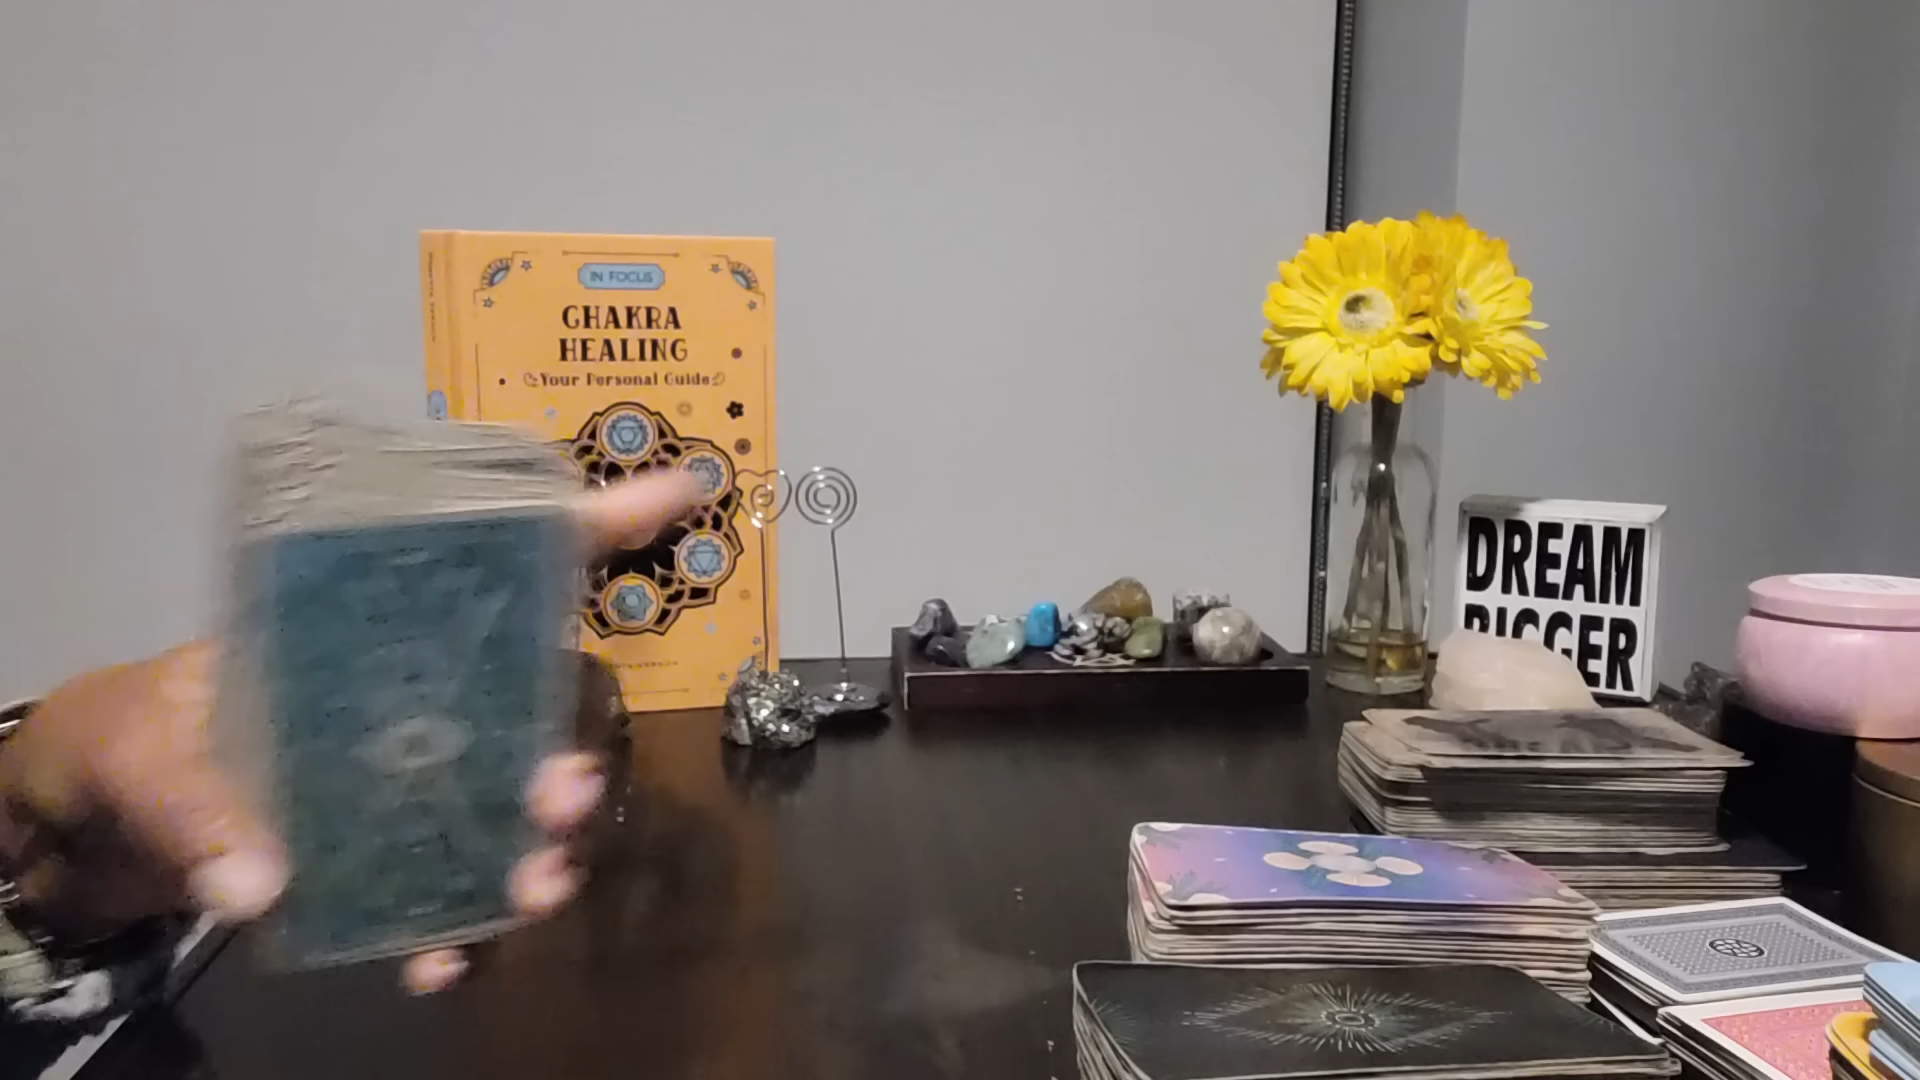 IN FOCUS
CHAKRA
HEALING
Your Personal Guide
DREAM
BIGGER